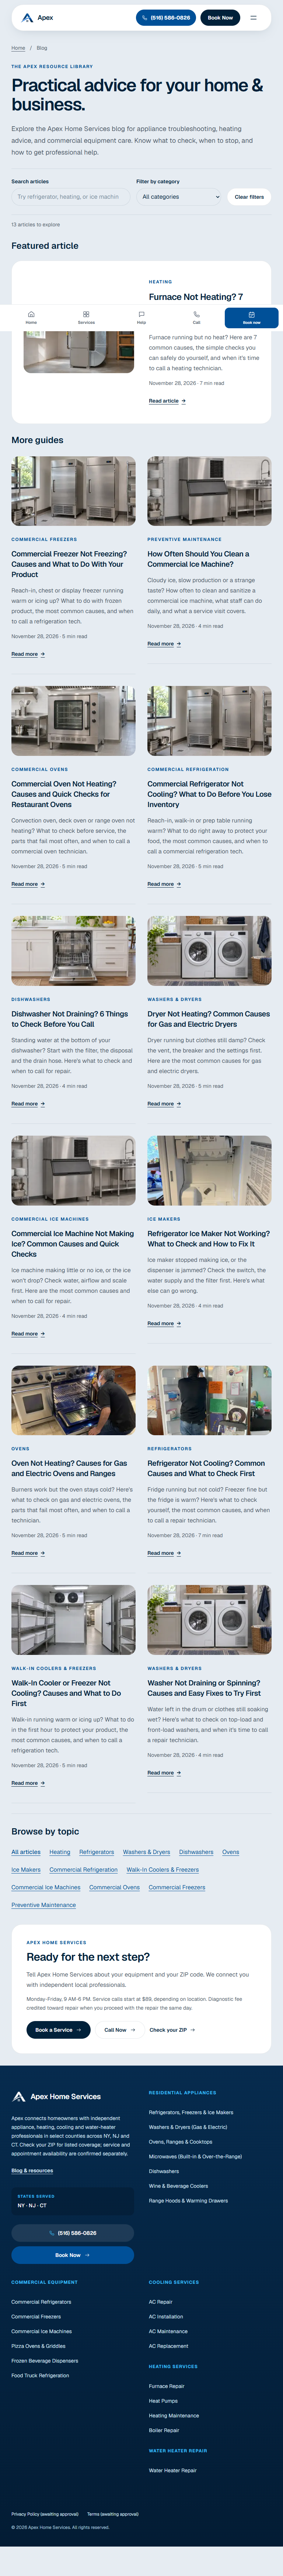 Apex
(516) 586-0826
Book Now
Home / Blog
THE APEX RESOURCE LIBRARY
Practical advice for your home &
business.
Explore the Apex Home Services blog for appliance troubleshooting, heating
advice, and commercial equipment care. Know what to check, when to stop, and
how to get professional help.
Search articles
Filter by category
Try refrigerator, heating, or ice machin
All categories
Clear filters
13 articles to explore
Featured article
HEATING
Furnace Not Heating? 7
Home
Services
Help
Call
Book now
Furnace running but no heat? Here are 7
common causes, the simple checks you
can safely do yourself, and when it's time
to call a heating technician.
November 28, 2026 · 7 min read
Read article →
More guides
COMMERCIAL FREEZERS
Commercial Freezer Not Freezing?
Causes and What to Do With Your
Product
Reach-in, chest or display freezer running
warm or icing up? What to do with frozen
product, the most common causes, and when
to call a refrigeration tech.
November 28, 2026 · 5 min read
Read more →
PREVENTIVE MAINTENANCE
How Often Should You Clean a
Commercial Ice Machine?
Cloudy ice, slow production or a strange
taste? How often to clean and sanitize a
commercial ice machine, what staff can do
daily, and what a service visit covers.
November 28, 2026 · 4 min read
Read more →
COMMERCIAL OVENS
Commercial Oven Not Heating?
Causes and Quick Checks for
Restaurant Ovens
Convection oven, deck oven or range oven not
heating? What to check before service, the
parts that fail most often, and when to call a
commercial oven technician.
November 28, 2026 · 5 min read
Read more →
COMMERCIAL REFRIGERATION
Commercial Refrigerator Not
Cooling? What to Do Before You Lose
Inventory
Reach-in, walk-in or prep table running
warm? What to do right away to protect your
food, the most common causes, and when to
call a commercial refrigeration tech.
November 28, 2026 · 5 min read
Read more →
DISHWASHERS
Dishwasher Not Draining? 6 Things
to Check Before You Call
Standing water at the bottom of your
dishwasher? Start with the filter, the disposal
and the drain hose. Here's what to check and
when to call for repair.
November 28, 2026 · 4 min read
Read more →
WASHERS & DRYERS
Dryer Not Heating? Common Causes
for Gas and Electric Dryers
Dryer running but clothes still damp? Check
the vent, the breaker and the settings first.
Here are the most common causes for gas
and electric dryers.
November 28, 2026 · 5 min read
Read more →
COMMERCIAL ICE MACHINES
Commercial Ice Machine Not Making
Ice? Common Causes and Quick
Checks
Ice machine making little or no ice, or the ice
won't drop? Check water, airflow and scale
first. Here are the most common causes and
when to call for repair.
November 28, 2026 · 4 min read
Read more →
ICE MAKERS
Refrigerator Ice Maker Not Working?
What to Check and How to Fix It
Ice maker stopped making ice, or the
dispenser is jammed? Check the switch, the
water supply and the filter first. Here's what
else can go wrong.
November 28, 2026 · 4 min read
Read more →
OVENS
Oven Not Heating? Causes for Gas
and Electric Ovens and Ranges
Burners work but the oven stays cold? Here's
what to check on gas and electric ovens, the
parts that fail most often, and when to call a
technician.
November 28, 2026 · 5 min read
Read more →
REFRIGERATORS
Refrigerator Not Cooling? Common
Causes and What to Check First
Fridge running but not cold? Freezer fine but
the fridge is warm? Here's what to check
yourself, the most common causes, and when
to call a repair technician.
November 28, 2026 · 7 min read
Read more →
WALK-IN COOLERS & FREEZERS
Walk-In Cooler or Freezer Not
Cooling? Causes and What to Do
First
Walk-in running warm or icing up? What to do
in the first hour to protect your product, the
most common causes, and when to call a
refrigeration tech.
November 28, 2026 · 5 min read
Read more →
WASHERS & DRYERS
Washer Not Draining or Spinning?
Causes and Easy Fixes to Try First
Water left in the drum or clothes still soaking
wet? Here's what to check on top-load and
front-load washers, and when it's time to call
a repair technician.
November 28, 2026 · 4 min read
Read more →
Browse by topic
All articles Heating Refrigerators Washers & Dryers Dishwashers Ovens
Ice Makers Commercial Refrigeration Walk-In Coolers & Freezers
Commercial Ice Machines Commercial Ovens Commercial Freezers
Preventive Maintenance
APEX HOME SERVICES
Ready for the next step?
Tell Apex Home Services about your equipment and your ZIP code. We connect you
with independent local professionals.
Monday-Friday, 9 AM-6 PM. Service calls start at $89, depending on location. Diagnostic fee
credited toward repair when you proceed with the repair the same day.
Book a Service →
Call Now →
Check your ZIP →
Apex Home Services
Apex connects homeowners with independent
appliance, heating, cooling and water-heater
professionals in select counties across NY, NJ and
CT. Check your ZIP for listed coverage; service and
appointment availability are confirmed separately.
Blog & resources
STATES SERVED
NY · NJ · CT
(516) 586-0826
Book Now →
RESIDENTIAL APPLIANCES
Refrigerators, Freezers & Ice Makers
Washers & Dryers (Gas & Electric)
Ovens, Ranges & Cooktops
Microwaves (Built-in & Over-the-Range)
Dishwashers
Wine & Beverage Coolers
Range Hoods & Warming Drawers
COMMERCIAL EQUIPMENT
Commercial Refrigerators
Commercial Freezers
Commercial Ice Machines
Pizza Ovens & Griddles
Frozen Beverage Dispensers
Food Truck Refrigeration
COOLING SERVICES
AC Repair
AC Installation
AC Maintenance
AC Replacement
HEATING SERVICES
Furnace Repair
Heat Pumps
Heating Maintenance
Boiler Repair
WATER HEATER REPAIR
Water Heater Repair
Privacy Policy (awaiting approval)
Terms (awaiting approval)
© 2026 Apex Home Services. All rights reserved.